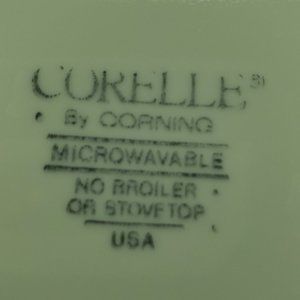 CORELLE®
By CORNING
MICROWAVABLE
NO BROILER
OR STOVETOP
USA